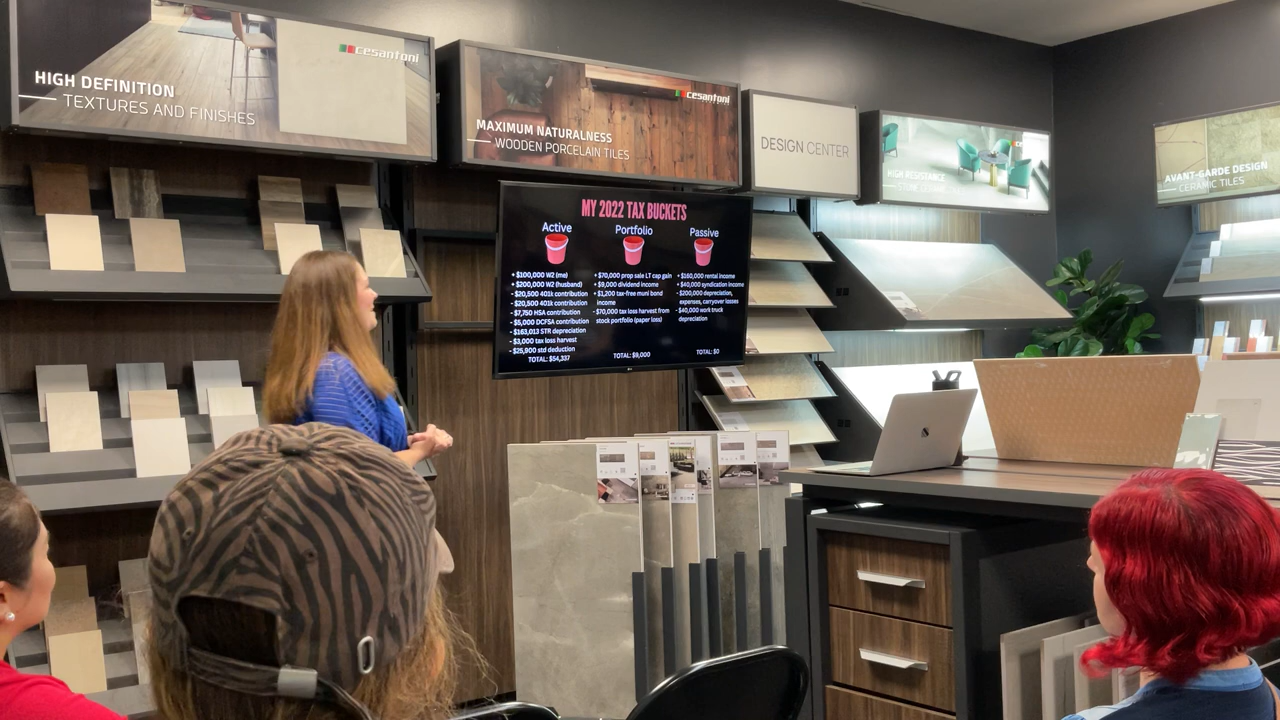 cesantoni
HIGH DEFINITION
TEXTURES AND FINISHES
cesantoni
MAXIMUM NATURALNESS
WOODEN PORCELAIN TILES
DESIGN CENTER
HIGH RESISTANCE
AVANT-GARDE DESIGN
CERAMIC TILES
MY 2022 TAX BUCKETS
Active
+ $100,000 W2 (me)
+ $200,000 W2 (husband)
- $20,500 401k contribution
- $20,500 401k contribution
- $7,750 HSA contribution
- $5,000 DCFSA contribution
- $163,013 STR depreciation
- $3,000 tax loss harvest
- $25,900 std deduction
TOTAL: $54,337
Portfolio
+ $70,000 prop sale LT cap gain
+ $9,000 dividend income
+ $1,200 tax-free muni bond
income
- $70,000 tax loss harvest from
stock portfolio (paper loss)
TOTAL: $9,000
Passive
+ $160,000 rental income
+ $40,000 syndication income
- $200,000 depreciation,
expenses, carryover losses
- $40,000 work truck
depreciation
TOTAL: $0